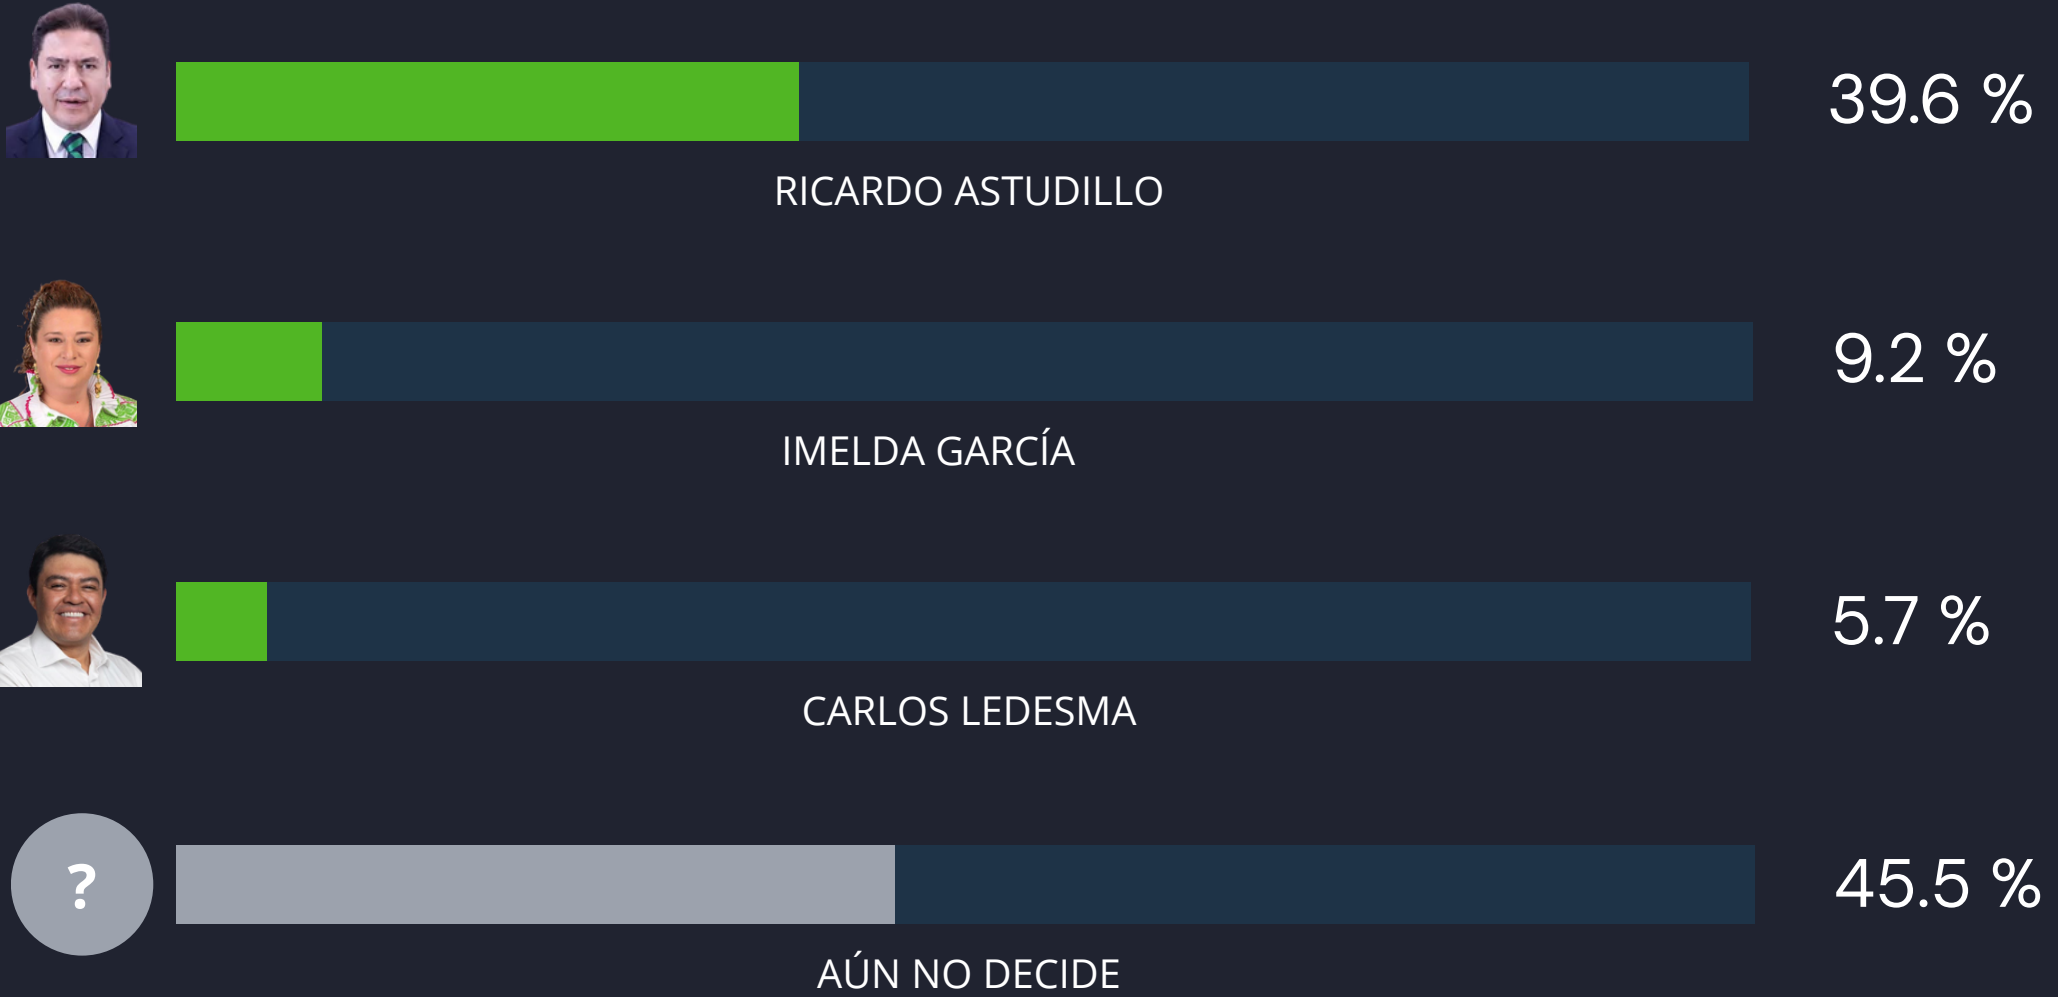 39.6 %
RICARDO ASTUDILLO
9.2 %
IMELDA GARCÍA
5.7 %
CARLOS LEDESMA
?
45.5 %
AÚN NO DECIDE